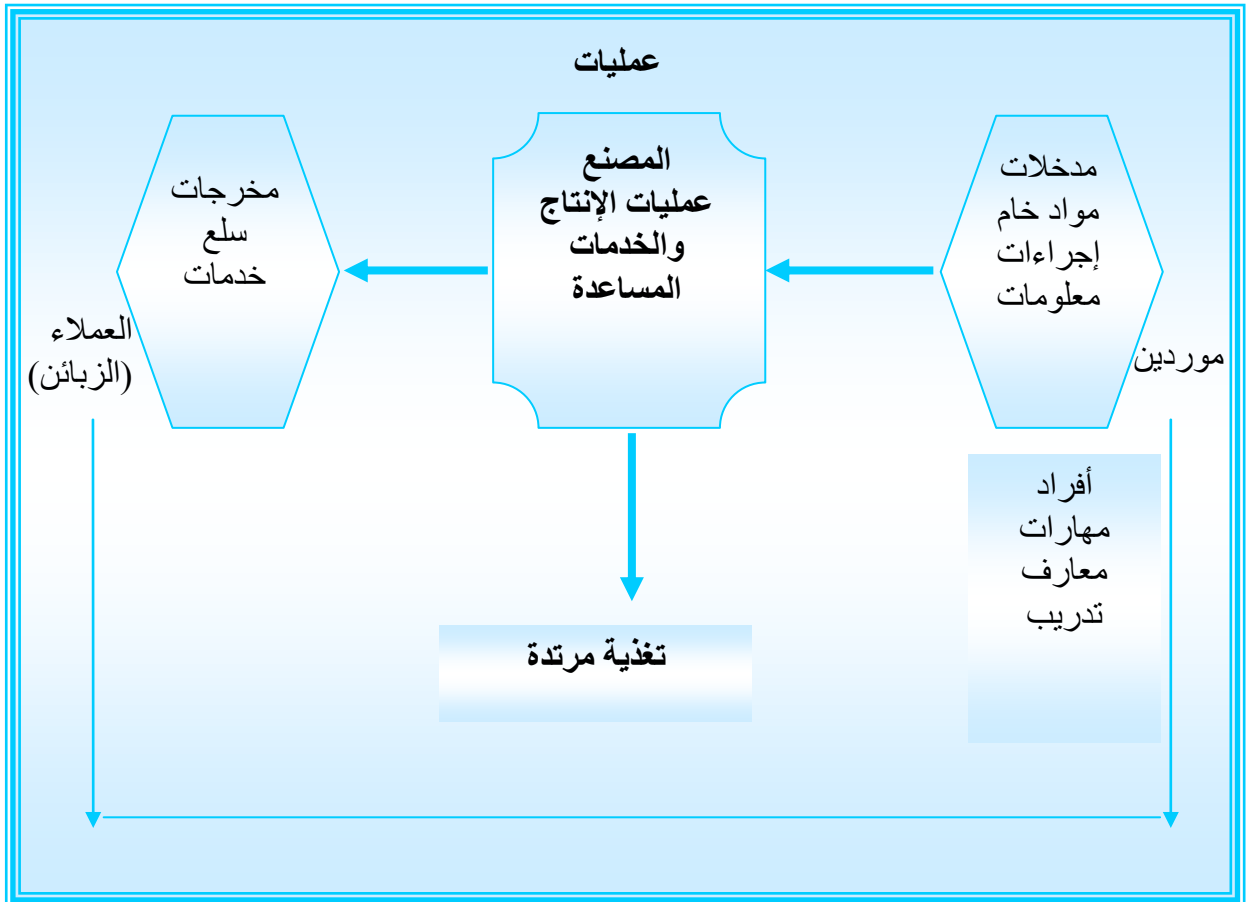 عمليات
مدخلات
مواد خام
إجراءات
معلومات
موردين
أفراد
مهارات
معارف
تدريب
المصنع
عمليات الإنتاج
والخدمات
المساعدة
تغذية مرتدة
مخرجات
سلع
خدمات
العملاء
(الزبائن)